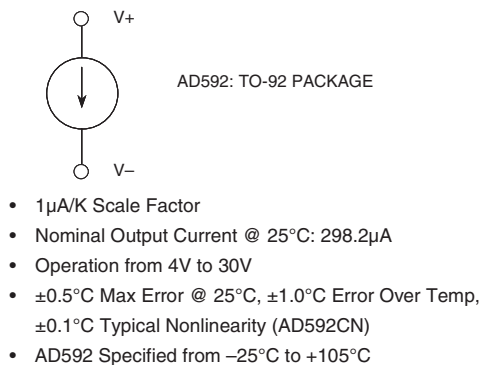 V+
AD592: TO-92 PACKAGE
V–
• 1µA/K Scale Factor
• Nominal Output Current @ 25°C: 298.2µA
• Operation from 4V to 30V
• ±0.5°C Max Error @ 25°C, ±1.0°C Error Over Temp,
±0.1°C Typical Nonlinearity (AD592CN)
• AD592 Specified from –25°C to +105°C